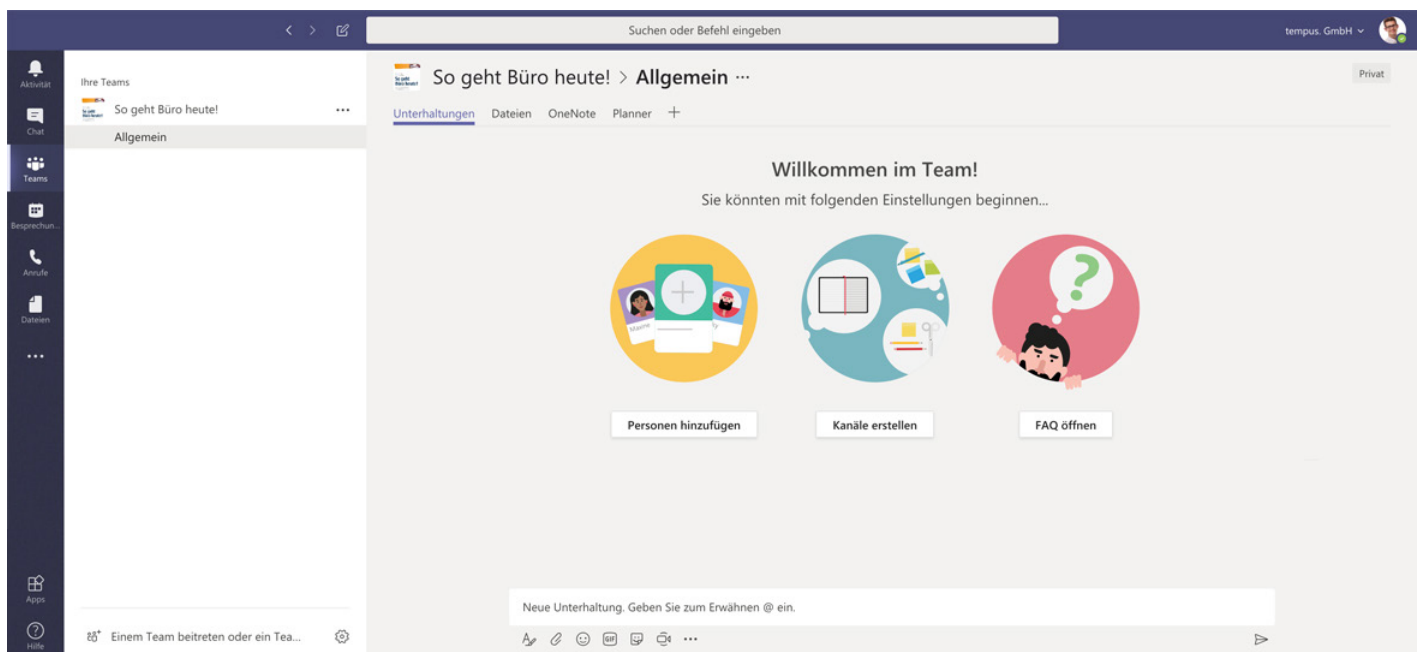 Suchen oder Befehl eingeben
tempus. GmbH
Aktivität
Chat
Teams
Besprechun...
Anrufe
Dateien
Apps
Hilfe
Ihre Teams
So geht Büro heute!
Allgemein
Einem Team beitreten oder ein Tea...
So geht Büro heute! > Allgemein ...
Privat
Unterhaltungen Dateien OneNote Planner +
Willkommen im Team!
Sie könnten mit folgenden Einstellungen beginnen...
Maxine
Personen hinzufügen
Kanäle erstellen
FAQ öffnen
Neue Unterhaltung. Geben Sie zum Erwähnen @ ein.
GIF